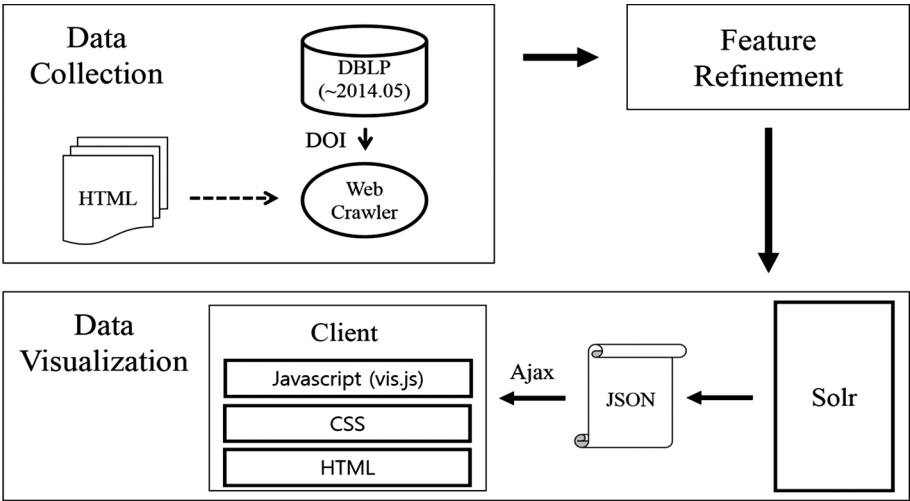 Data
Collection
DBLP
(~2014.05)
DOI
HTML
Web
Crawler
Feature
Refinement
Data
Visualization
Client
Javascript (vis.js)
CSS
HTML
Ajax
JSON
Solr